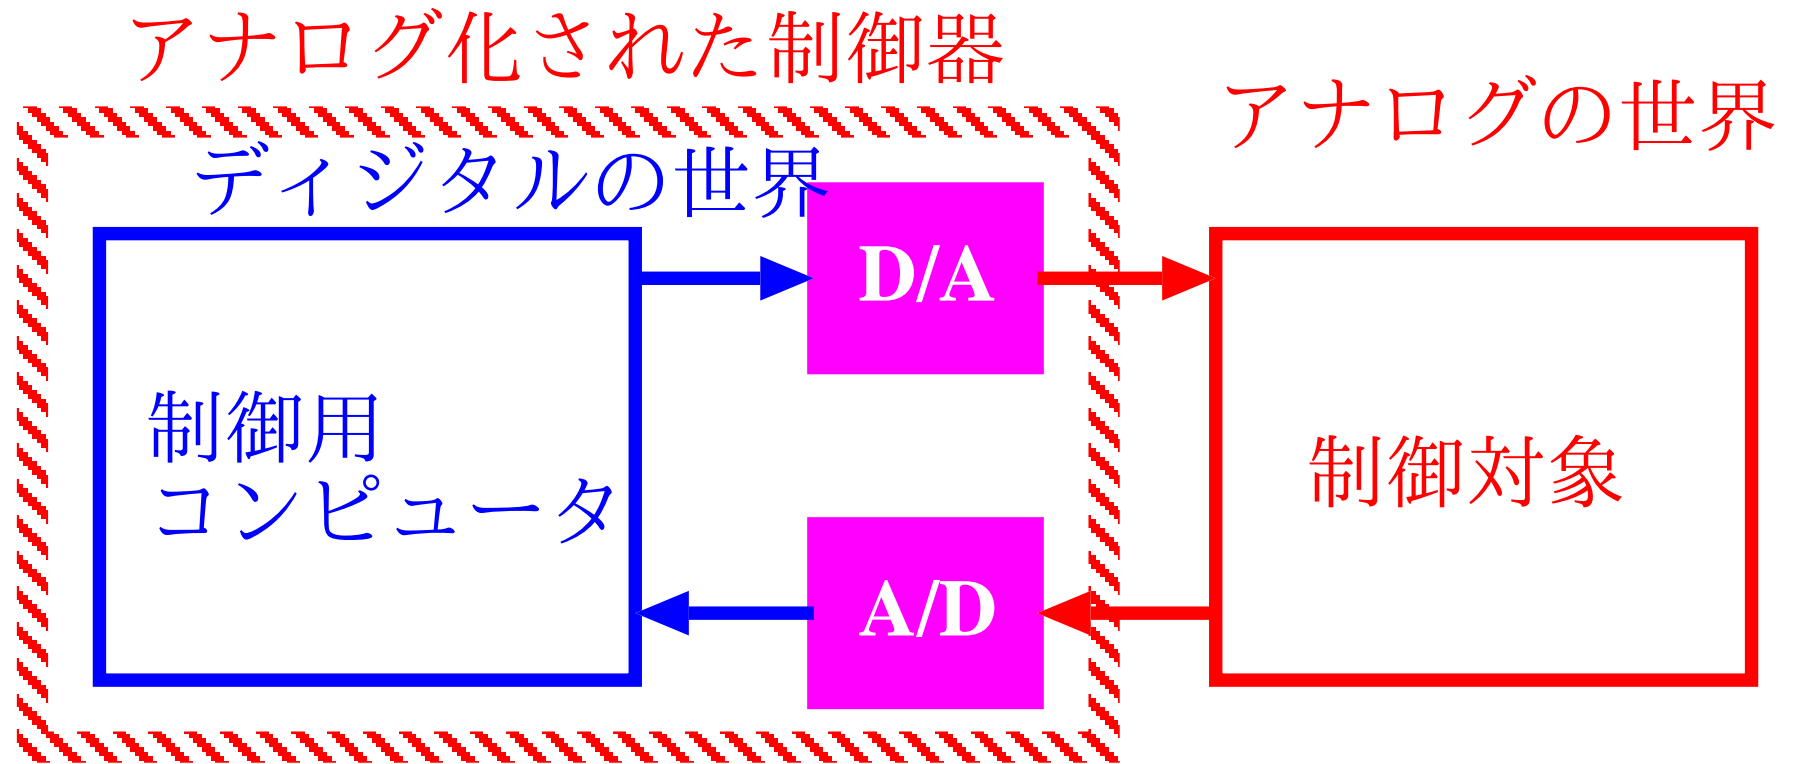 アナログ化された制御器
アナログの世界
ディジタルの世界
D/A
制御用
コンピュータ
制御対象
A/D